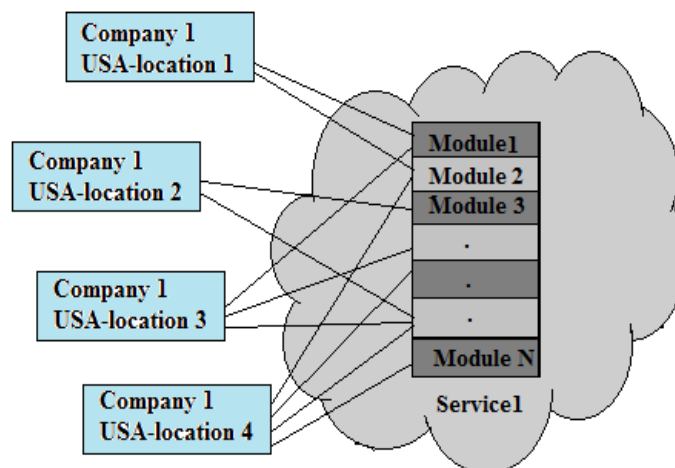 Company 1
USA-location 1
Company 1
USA-location 2
Company 1
USA-location 3
Company 1
USA-location 4
Module1
Module 2
Module 3
.
.
.
Module N
Service1